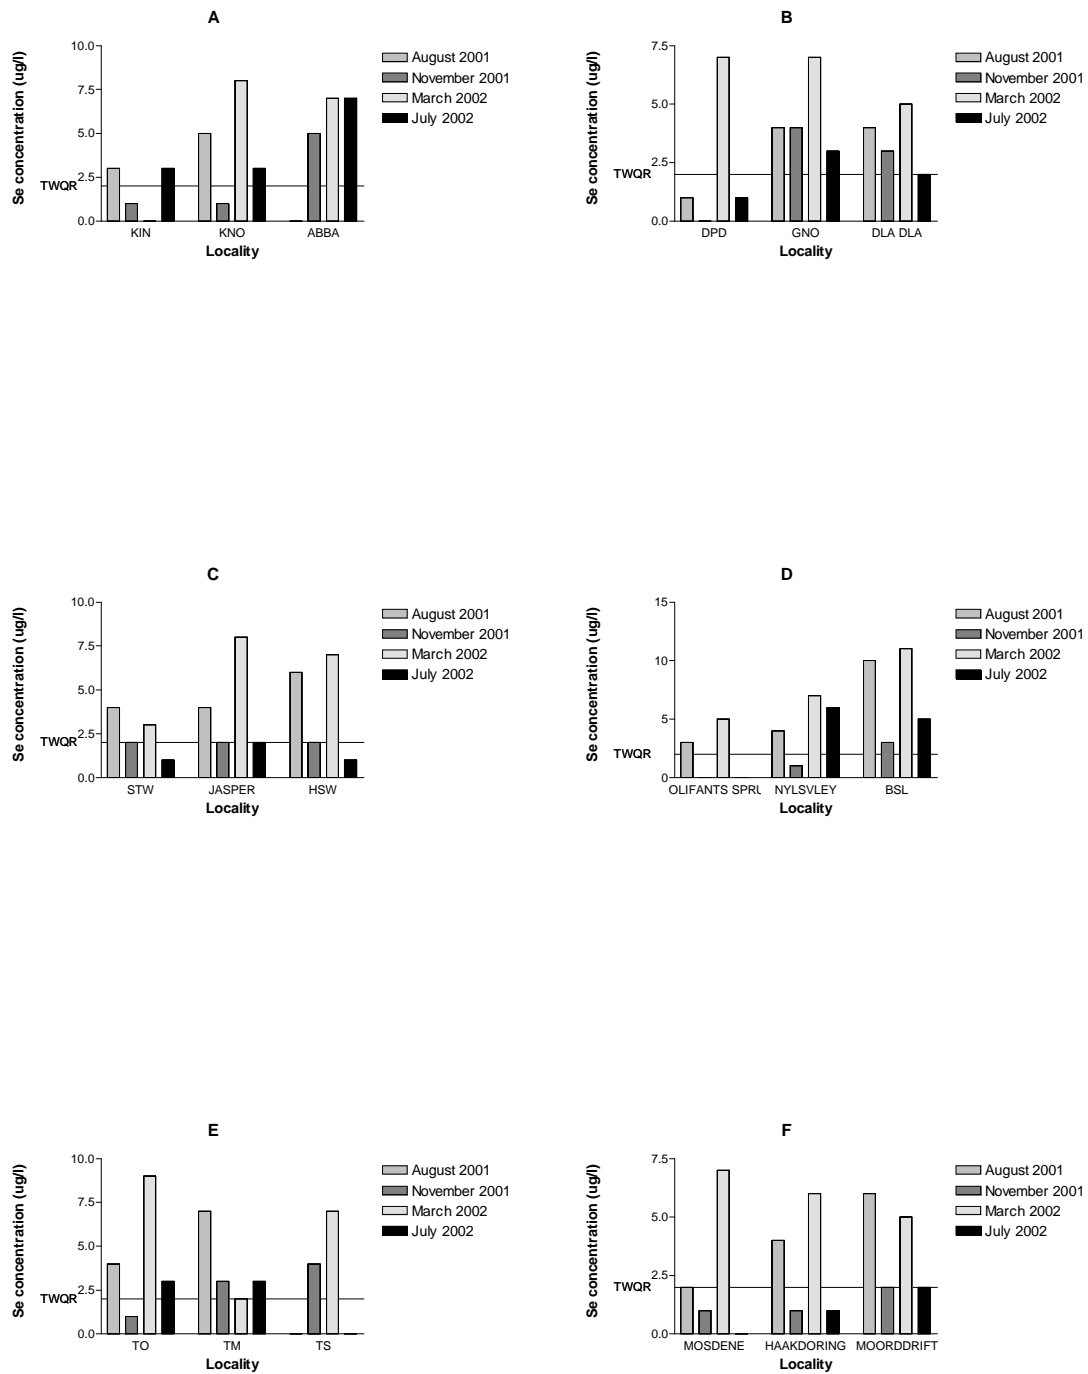 A
Se concentration (ug/l)
10.0
7.5
5.0
2.5
0.0
TWQR
KIN KNO ABBA
Locality
August 2001
November 2001
March 2002
July 2002
B
Se concentration (ug/l)
7.5
5.0
2.5
0.0
TWQR
DPD GNO DLA DLA
Locality
August 2001
November 2001
March 2002
July 2002
C
Se concentration (ug/l)
10.0
7.5
5.0
2.5
0.0
TWQR
STW JASPER HSW
Locality
August 2001
November 2001
March 2002
July 2002
D
Se concentration (ug/l)
15
10
5
0
TWQR
OLIFANTS SPRU NYLSVLEY BSL
Locality
August 2001
November 2001
March 2002
July 2002
E
Se concentration (ug/l)
10.0
7.5
5.0
2.5
0.0
TWQR
TO TM TS
Locality
August 2001
November 2001
March 2002
July 2002
F
Se concentration (ug/l)
7.5
5.0
2.5
0.0
TWQR
MOSDENE HAAKDORING MOORDDRIFT
Locality
August 2001
November 2001
March 2002
July 2002